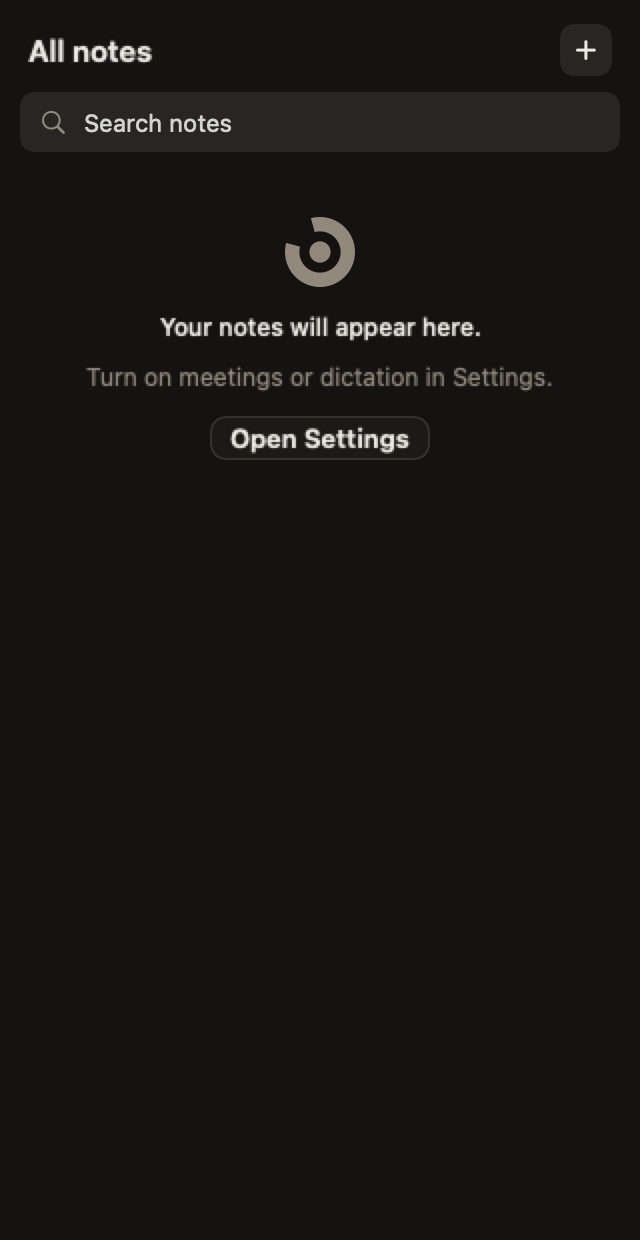 All notes
Search notes
Your notes will appear here.
Turn on meetings or dictation in Settings.
Open Settings